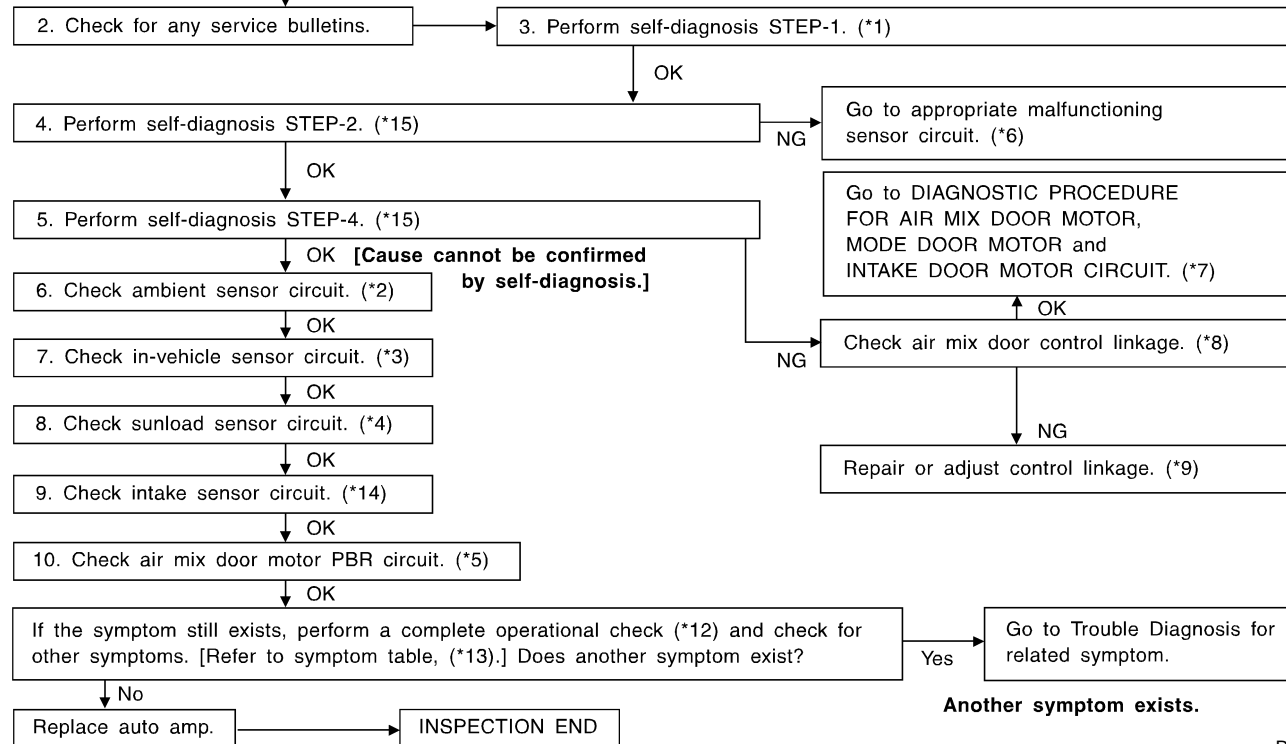 2. Check for any service bulletins.
3. Perform self-diagnosis STEP-1. (*1)
OK
4. Perform self-diagnosis STEP-2. (*15)
NG
Go to appropriate malfunctioning
sensor circuit. (*6)
OK
5. Perform self-diagnosis STEP-4. (*15)
Go to DIAGNOSTIC PROCEDURE
FOR AIR MIX DOOR MOTOR,
MODE DOOR MOTOR and
INTAKE DOOR MOTOR CIRCUIT. (*7)
OK
[Cause cannot be confirmed
by self-diagnosis.]
OK
NG
Check air mix door control linkage. (*8)
NG
Repair or adjust control linkage. (*9)
6. Check ambient sensor circuit. (*2)
OK
7. Check in-vehicle sensor circuit. (*3)
OK
8. Check sunload sensor circuit. (*4)
OK
9. Check intake sensor circuit. (*14)
OK
10. Check air mix door motor PBR circuit. (*5)
OK
If the symptom still exists, perform a complete operational check (*12) and check for
other symptoms. [Refer to symptom table, (*13).] Does another symptom exist?
Yes
Go to Trouble Diagnosis for
related symptom.
Another symptom exists.
No
Replace auto amp.
INSPECTION END